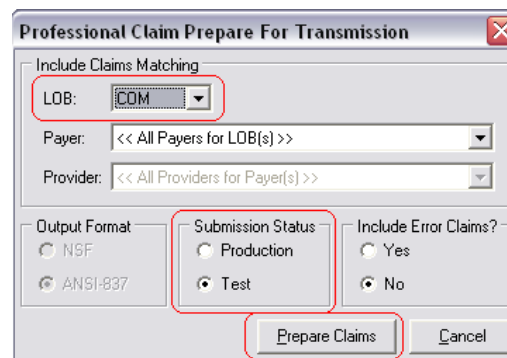 Professional Claim Prepare For Transmission
Include Claims Matching
LOB: COM
Payer: << All Payers for LOB(s) >>
Provider: << All Providers for Payer(s) >>
Output Format
NSF
ANSI-837
Submission Status
Production
Test
Include Error Claims?
Yes
No
Prepare Claims
Cancel